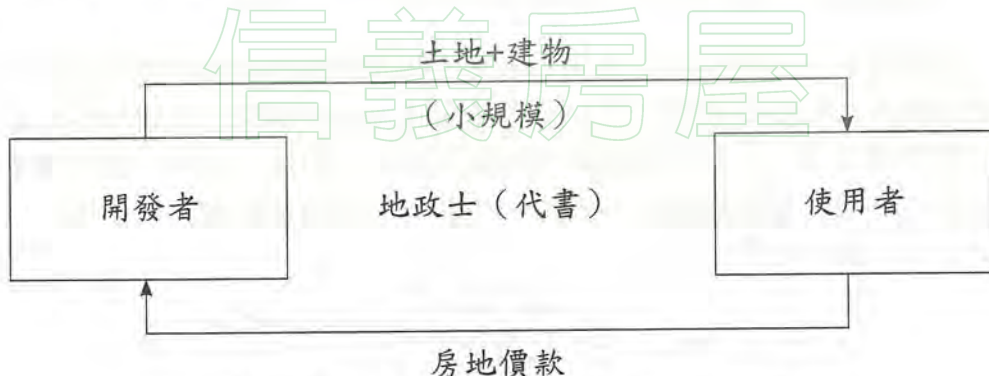 信義房屋
土地+建物
（小規模）
開發者
地政士（代書）
使用者
房地價款